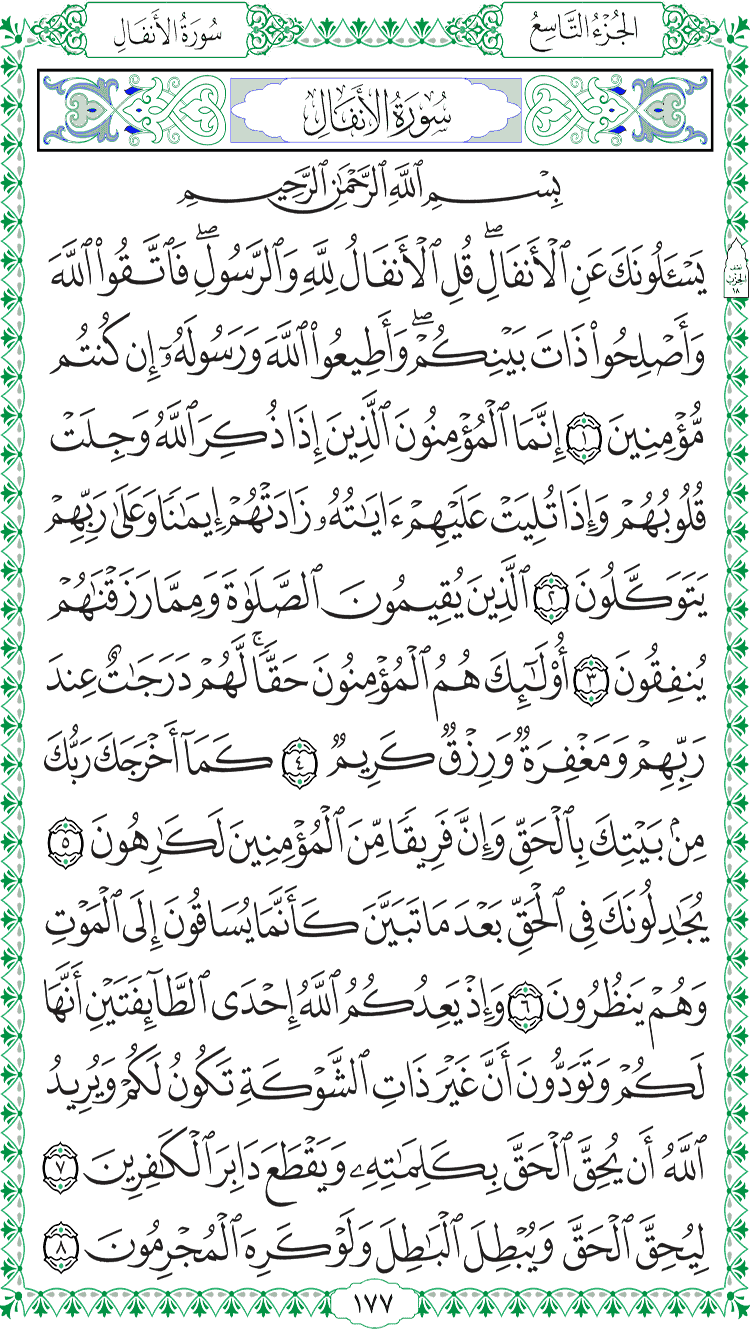 الجُزْءُ التَّاسِعُ
سُورَةُ الأَنفَالِ
سُورَةُ الأَنفَالِ
بِسْمِ ٱللَّهِ ٱلرَّحْمَٰنِ ٱلرَّحِيمِ
يَسْـَٔلُونَكَ عَنِ ٱلْأَنفَالِۖ قُلِ ٱلْأَنفَالُ لِلَّهِ وَٱلرَّسُولِۖ فَٱتَّقُوا۟ ٱللَّهَ
وَأَصْلِحُوا۟ ذَاتَ بَيْنِكُمْۖ وَأَطِيعُوا۟ ٱللَّهَ وَرَسُولَهُۥٓ إِن كُنتُم
مُّؤْمِنِينَ ١ إِنَّمَا ٱلْمُؤْمِنُونَ ٱلَّذِينَ إِذَا ذُكِرَ ٱللَّهُ وَجِلَتْ
قُلُوبُهُمْ وَإِذَا تُلِيَتْ عَلَيْهِمْ ءَايَٰتُهُۥ زَادَتْهُمْ إِيمَٰنًا وَعَلَىٰ رَبِّهِمْ
يَتَوَكَّلُونَ ٢ ٱلَّذِينَ يُقِيمُونَ ٱلصَّلَوٰةَ وَمِمَّا رَزَقْنَٰهُمْ
يُنفِقُونَ ٣ أُو۟لَٰٓئِكَ هُمُ ٱلْمُؤْمِنُونَ حَقًّاۚ لَّهُمْ دَرَجَٰتٌ عِندَ
رَبِّهِمْ وَمَغْفِرَةٌ وَرِزْقٌ كَرِيمٌ ٤ كَمَآ أَخْرَجَكَ رَبُّكَ
مِنۢ بَيْتِكَ بِٱلْحَقِّ وَإِنَّ فَرِيقًا مِّنَ ٱلْمُؤْمِنِينَ لَكَٰرِهُونَ ٥
يُجَٰدِلُونَكَ فِى ٱلْحَقِّ بَعْدَ مَا تَبَيَّنَ كَأَنَّمَا يُسَاقُونَ إِلَى ٱلْمَوْتِ
وَهُمْ يَنظُرُونَ ٦ وَإِذْ يَعِدُكُمُ ٱللَّهُ إِحْدَى ٱلطَّآئِفَتَيْنِ أَنَّهَا
لَكُمْ وَتَوَدُّونَ أَنَّ غَيْرَ ذَاتِ ٱلشَّوْكَةِ تَكُونُ لَكُمْ وَيُرِيدُ
ٱللَّهُ أَن يُحِقَّ ٱلْحَقَّ بِكَلِمَٰتِهِۦ وَيَقْطَعَ دَابِرَ ٱلْكَٰفِرِينَ ٧
لِيُحِقَّ ٱلْحَقَّ وَيُبْطِلَ ٱلْبَٰطِلَ وَلَوْ كَرِهَ ٱلْمُجْرِمُونَ ٨
١٧٧